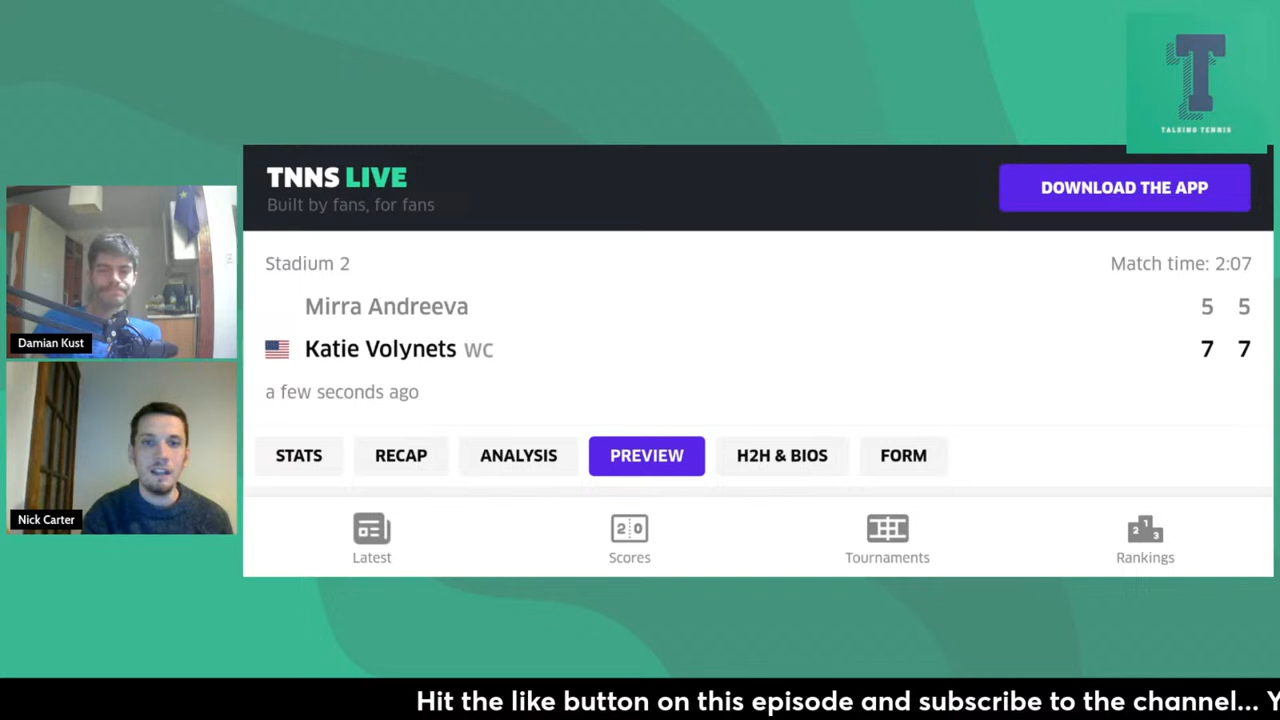 TALKING TENNIS
TNNS LIVE
Built by fans, for fans
DOWNLOAD THE APP
Stadium 2
Match time: 2:07
Mirra Andreeva 5 5
Katie Volynets WC 7 7
a few seconds ago
STATS RECAP ANALYSIS PREVIEW H2H & BIOS FORM
Latest Scores Tournaments Rankings
Damian Kust
Nick Carter
Hit the like button on this episode and subscribe to the channel... Y